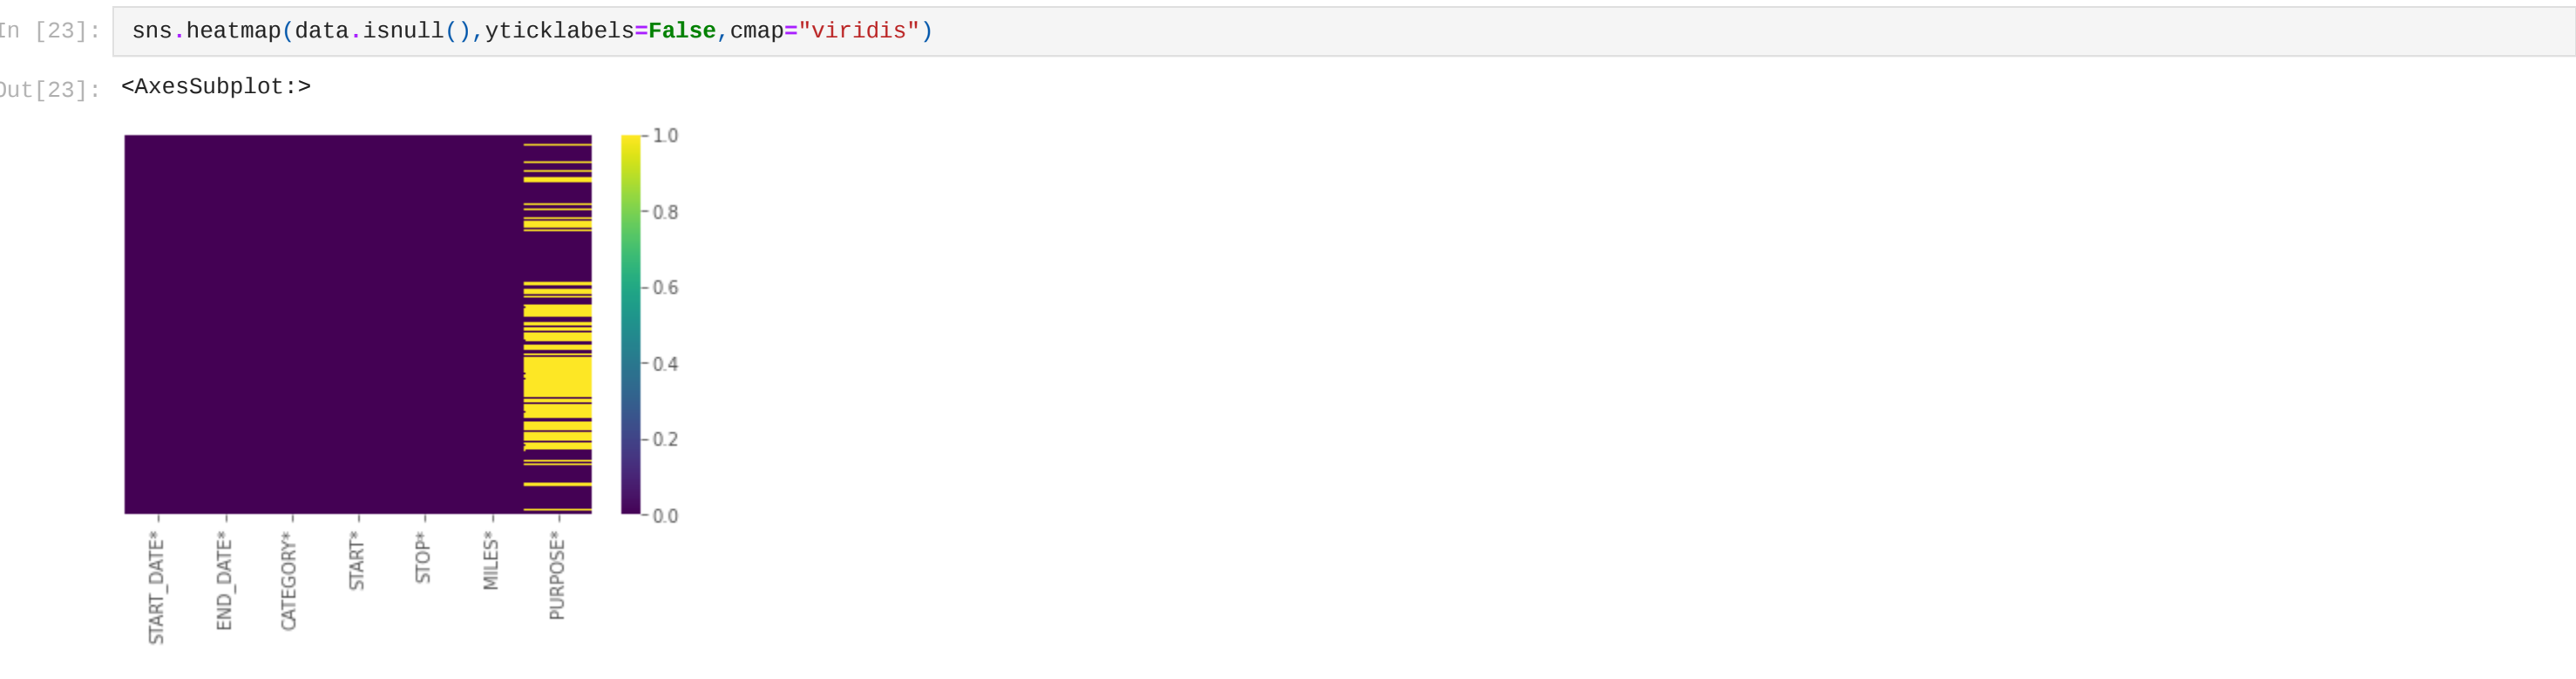 In [23]: sns.heatmap(data.isnull(),yticklabels=False,cmap="viridis")
Out[23]: <AxesSubplot:>
1.0
0.8
0.6
0.4
0.2
0.0
START_DATE*
END_DATE*
CATEGORY*
START*
STOP*
MILES*
PURPOSE*